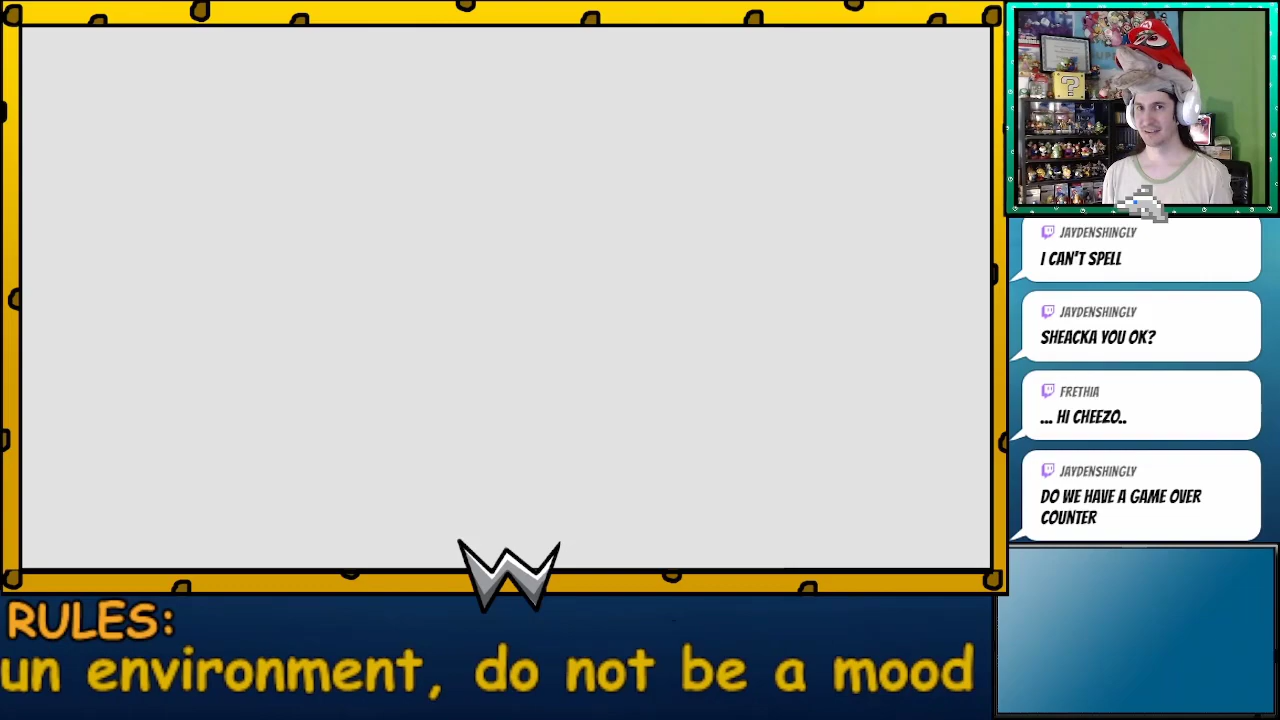 JAYDENSHINGLY
I CAN'T SPELL
JAYDENSHINGLY
SHEACKA YOU OK?
FRETHIA
... HI CHEEZO..
JAYDENSHINGLY
DO WE HAVE A GAME OVER
COUNTER
RULES:
un environment, do not be a mood